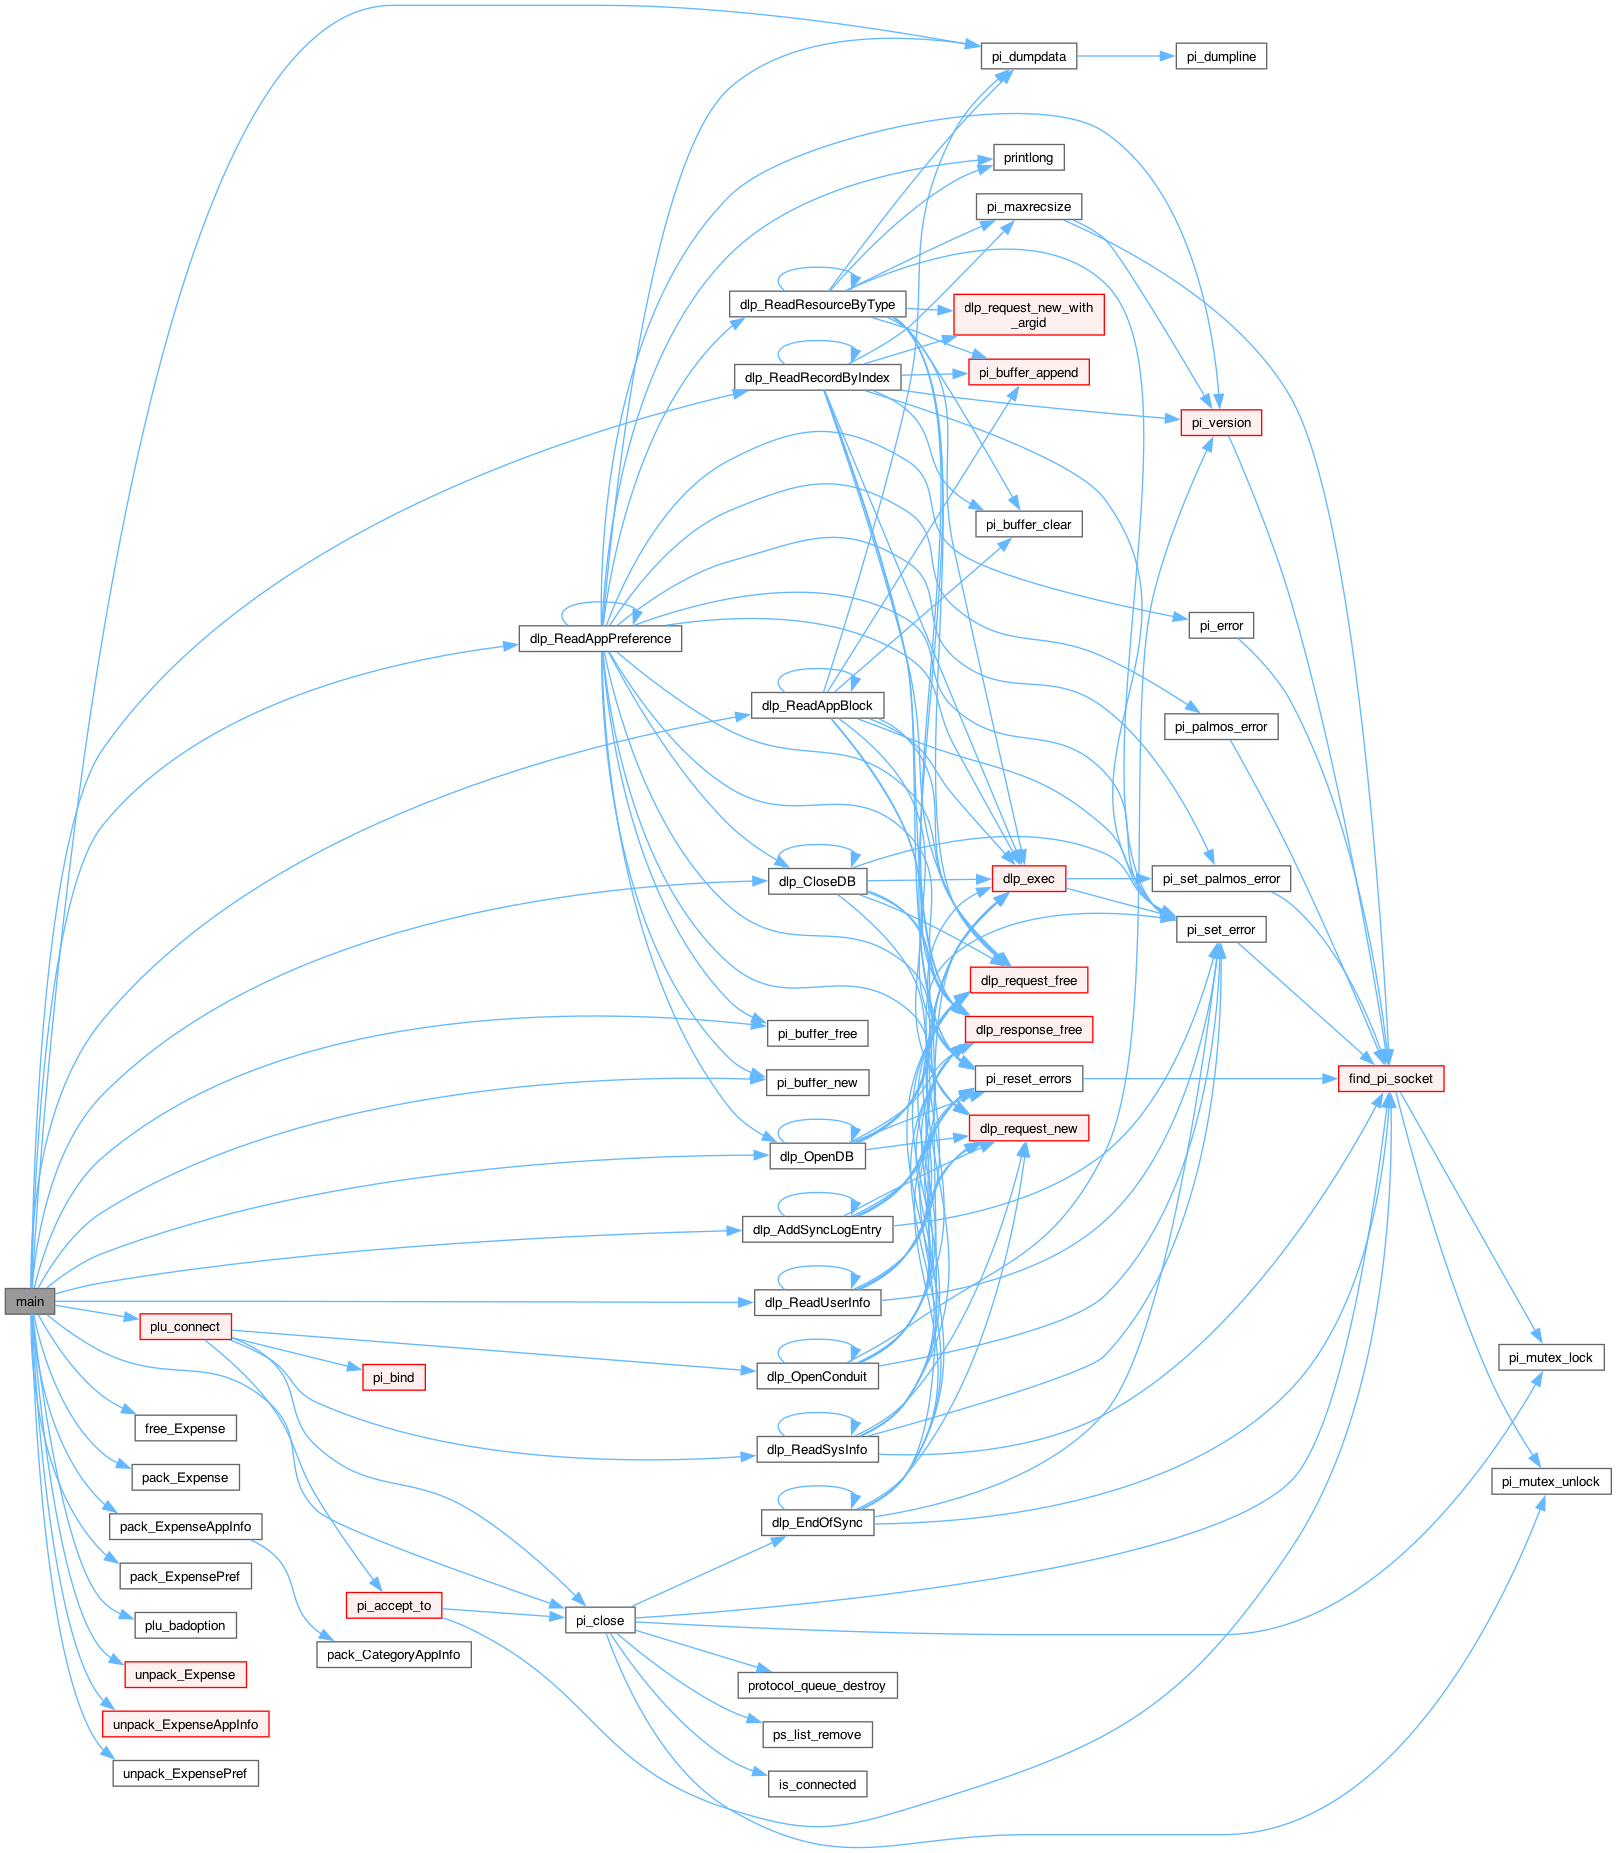 pi_dumpdata
pi_dumpline
printlong
pi_maxrecsize
dlp_ReadResourceByType
dlp_request_new_with
_argid
dlp_ReadRecordByIndex
pi_buffer_append
pi_version
pi_buffer_clear
pi_error
dlp_ReadAppPreference
dlp_ReadAppBlock
pi_palmos_error
dlp_CloseDB
dlp_exec
pi_set_palmos_error
pi_set_error
dlp_request_free
pi_buffer_free
dlp_response_free
pi_buffer_new
pi_reset_errors
find_pi_socket
dlp_request_new
dlp_OpenDB
dlp_AddSyncLogEntry
main
dlp_ReadUserInfo
plu_connect
pi_bind
dlp_OpenConduit
pi_mutex_lock
free_Expense
dlp_ReadSysInfo
pack_Expense
pi_mutex_unlock
pack_ExpenseAppInfo
dlp_EndOfSync
pack_ExpensePref
pi_accept_to
pi_close
plu_badoption
pack_CategoryAppInfo
unpack_Expense
protocol_queue_destroy
unpack_ExpenseAppInfo
ps_list_remove
unpack_ExpensePref
is_connected